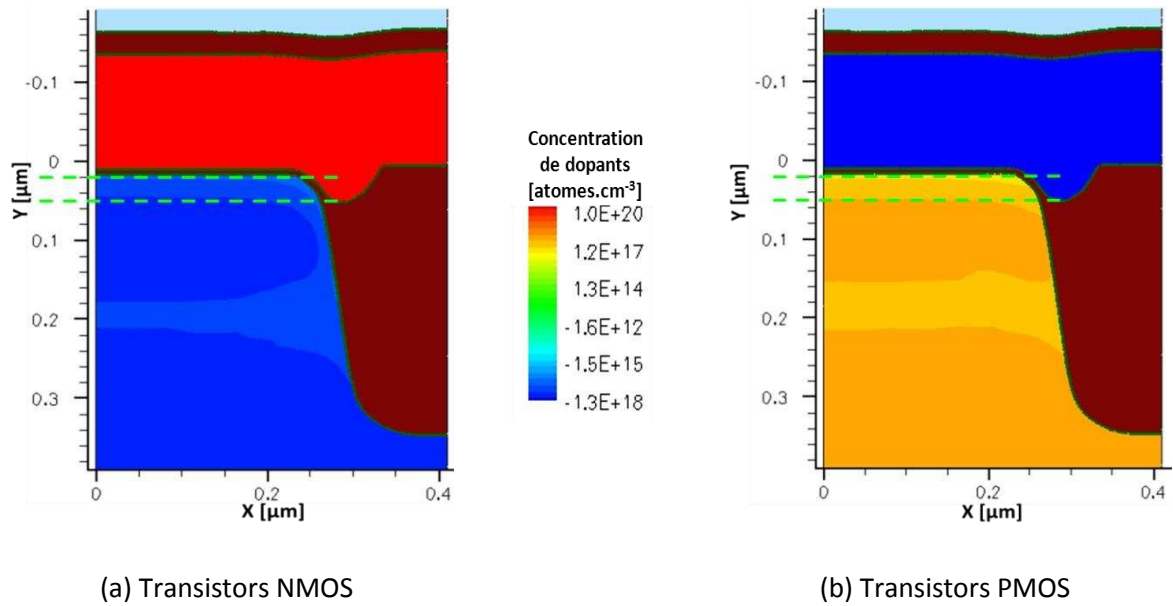 -0.1
0
0.1
0.2
0.3
Y [µm]
0
0.2
0.4
X [µm]
Concentration
de dopants
[atomes.cm-3]
1.0E+20
1.2E+17
1.3E+14
-1.6E+12
-1.5E+15
-1.3E+18
-0.1
0
0.1
0.2
0.3
Y [µm]
0
0.2
0.4
X [µm]
(a) Transistors NMOS
(b) Transistors PMOS